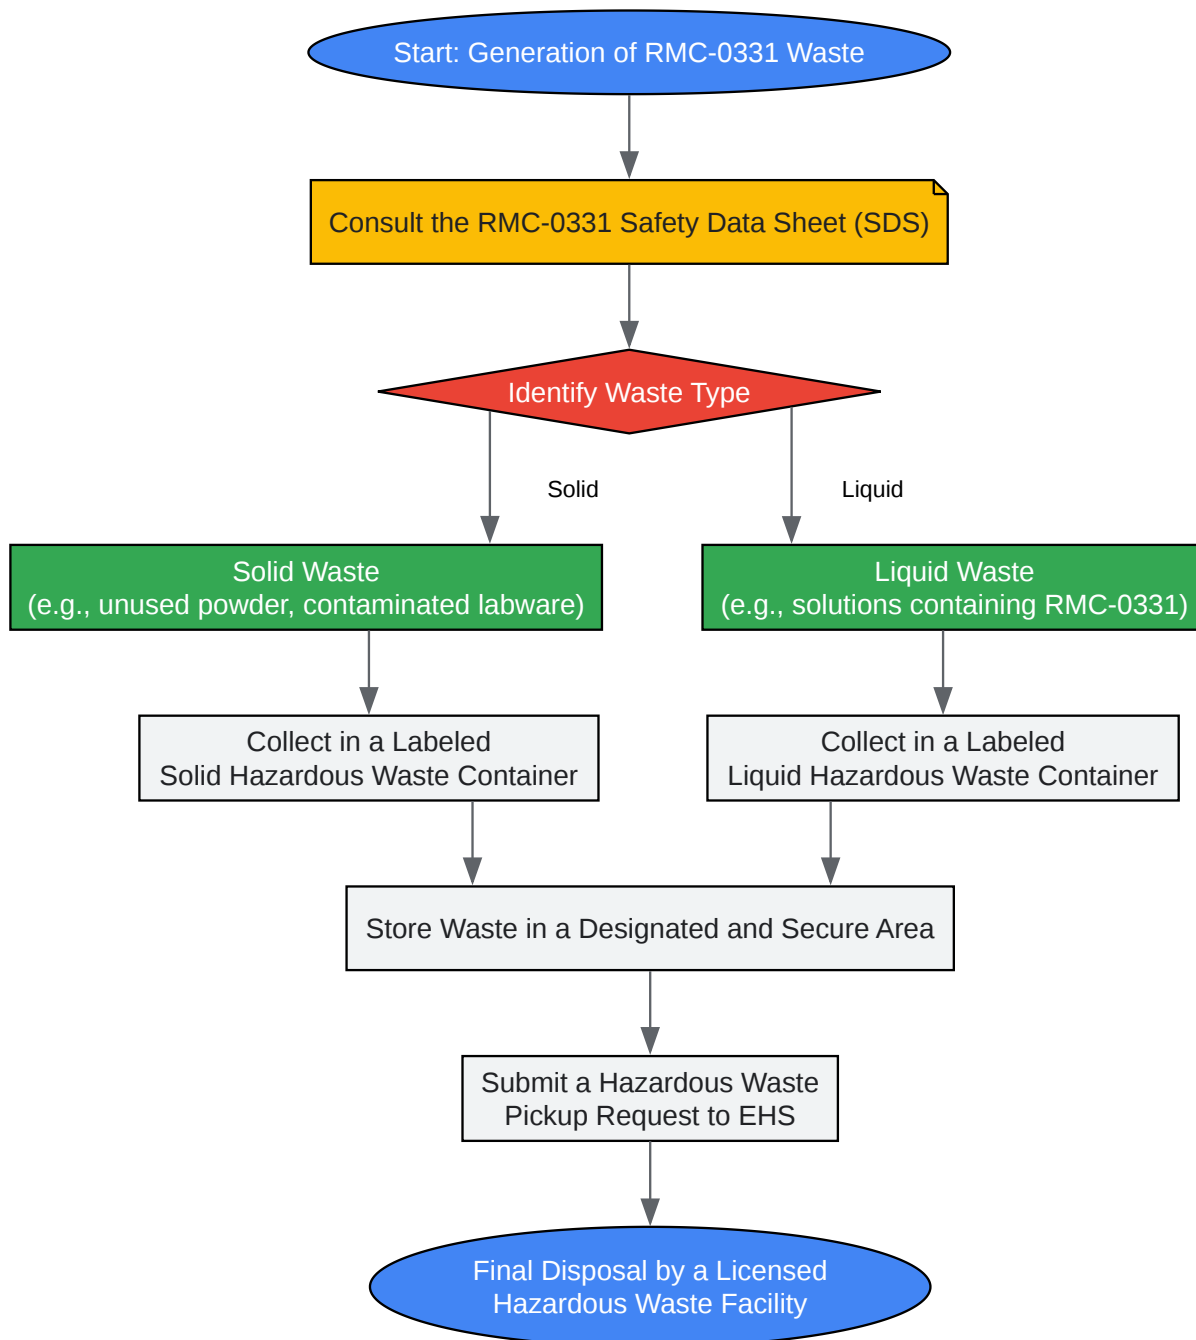 Start: Generation of RMC-0331 Waste
Consult the RMC-0331 Safety Data Sheet (SDS)
Identify Waste Type
Solid
Liquid
Solid Waste
(e.g., unused powder, contaminated labware)
Liquid Waste
(e.g., solutions containing RMC-0331)
Collect in a Labeled
Solid Hazardous Waste Container
Collect in a Labeled
Liquid Hazardous Waste Container
Store Waste in a Designated and Secure Area
Submit a Hazardous Waste
Pickup Request to EHS
Final Disposal by a Licensed
Hazardous Waste Facility